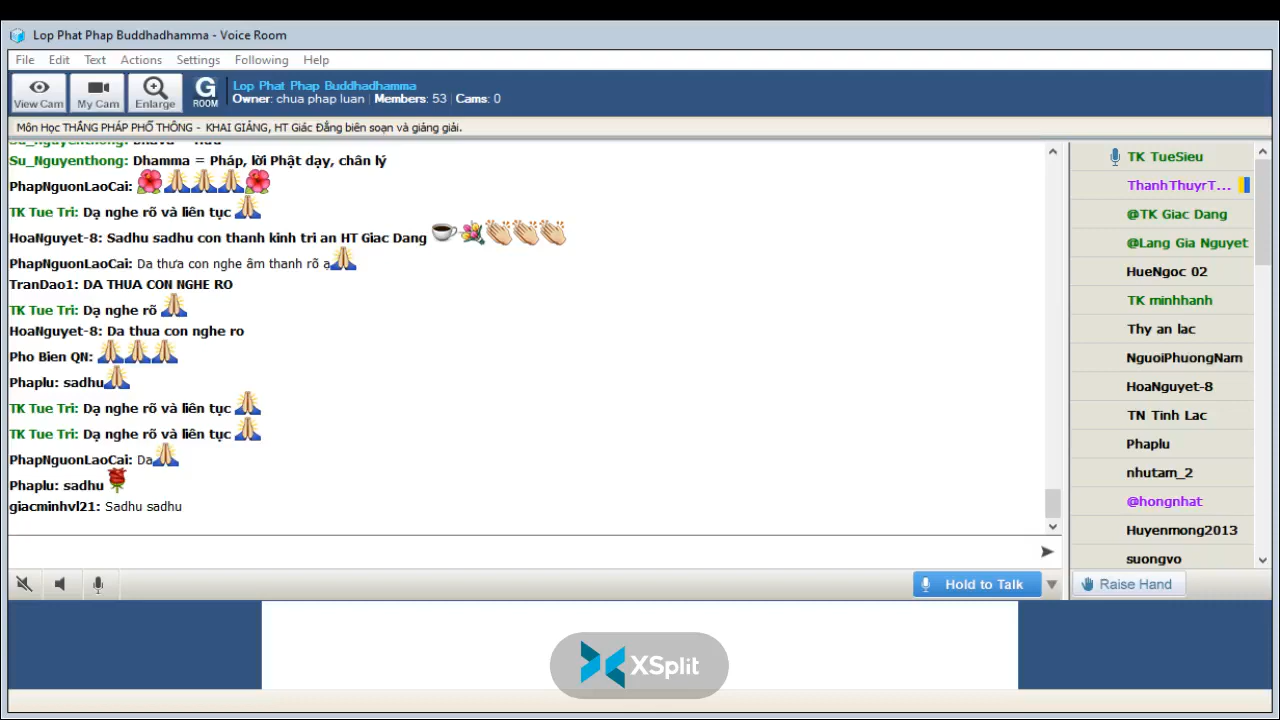 Lop Phat Phap Buddhadhamma - Voice Room
File Edit Text Actions Settings Following Help
View Cam My Cam Enlarge G ROOM
Lop Phat Phap Buddhadhamma
Owner: chua phap luan | Members: 53 | Cams: 0
Môn Học THẮNG PHÁP PHỔ THÔNG - KHAI GIẢNG, HT Giác Đẳng biên soạn và giảng giải.
Su_Nguyenthong: Dhamma = Pháp, lời Phật dạy, chân lý
PhapNguonLaoCai:
TK Tue Tri: Dạ nghe rõ và liên tục
HoaNguyet-8: Sadhu sadhu con thanh kinh tri an HT Giac Dang
PhapNguonLaoCai: Da thưa con nghe âm thanh rõ ạ
TranDao1: DA THUA CON NGHE RO
TK Tue Tri: Dạ nghe rõ
HoaNguyet-8: Da thua con nghe ro
Pho Bien QN:
Phaplu: sadhu
TK Tue Tri: Dạ nghe rõ và liên tục
TK Tue Tri: Dạ nghe rõ và liên tục
PhapNguonLaoCai: Da
Phaplu: sadhu
giacminhvl21: Sadhu sadhu
TK TueSieu
ThanhThuyrT...
@TK Giac Dang
@Lang Gia Nguyet
HueNgoc 02
TK minhhanh
Thy an lac
NguoiPhuongNam
HoaNguyet-8
TN Tinh Lac
Phaplu
nhutam_2
@hongnhat
Huyenmong2013
suongvo
Hold to Talk
Raise Hand
XSplit